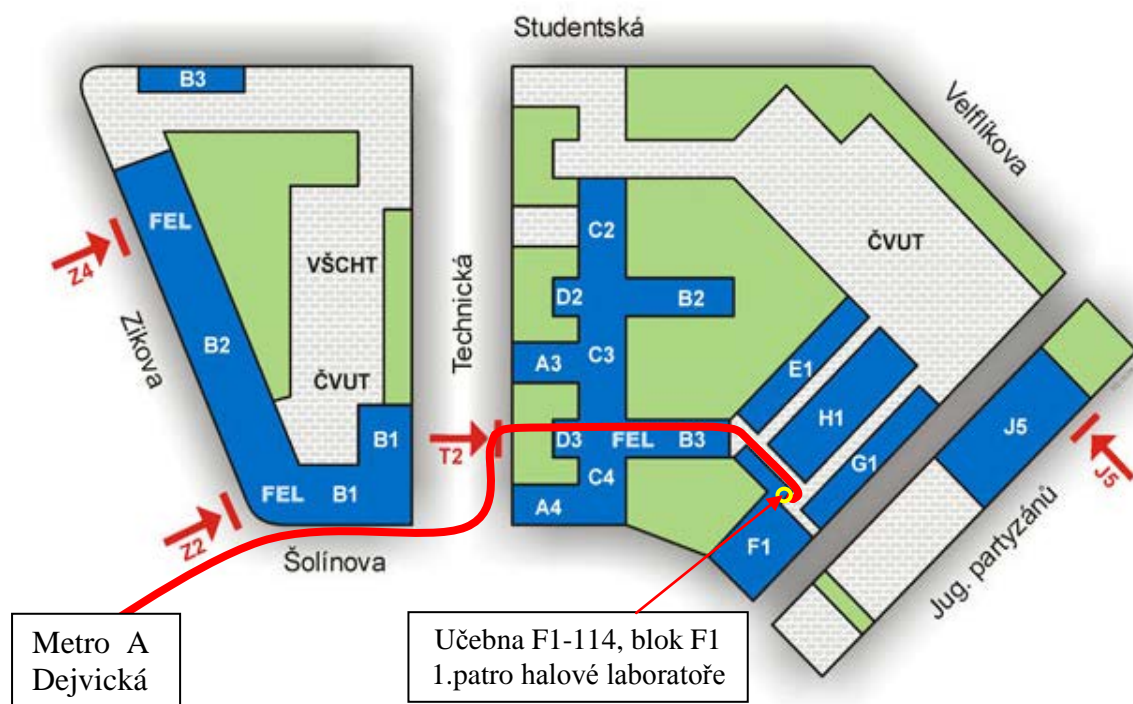 Studentská
B3
Velflíkova
FEL
C2
ČVUT
Z4
VŠCHT
Technická
D2
B2
Zikova
B2
A3
C3
E1
ČVUT
H1
J5
B1
T2
D3
FEL
B3
G1
J5
C4
FEL
B1
A4
Z2
F1
Šolínova
Jug. partyzánů
Metro A
Dejvická
Učebna F1-114, blok F1
1.patro halové laboratoře